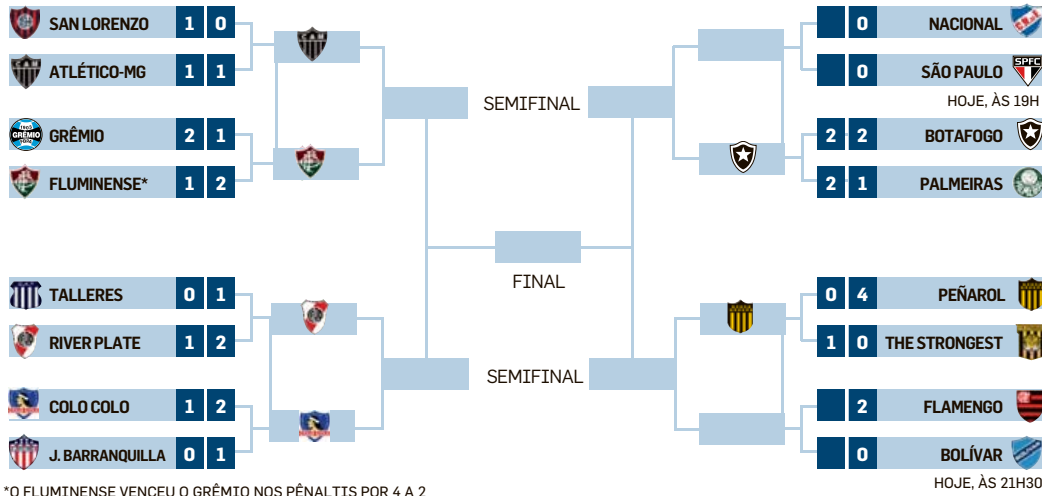 SAN LORENZO 1 0
ATLÉTICO-MG 1 1
GRÊMIO 2 1
FLUMINENSE* 1 2
TALLERES 0 1
RIVER PLATE 1 2
COLO COLO 1 2
J. BARRANQUILLA 0 1
*O FLUMINENSE VENCEU O GRÊMIO NOS PÊNALTIS POR 4 A 2
SEMIFINAL
FINAL
SEMIFINAL
0 NACIONAL
0 SÃO PAULO
SPFC
HOJE, ÀS 19H
2 2 BOTAFOGO
2 1 PALMEIRAS
0 4 PEÑAROL
1 0 THE STRONGEST
2 FLAMENGO
0 BOLÍVAR
HOJE, ÀS 21H30